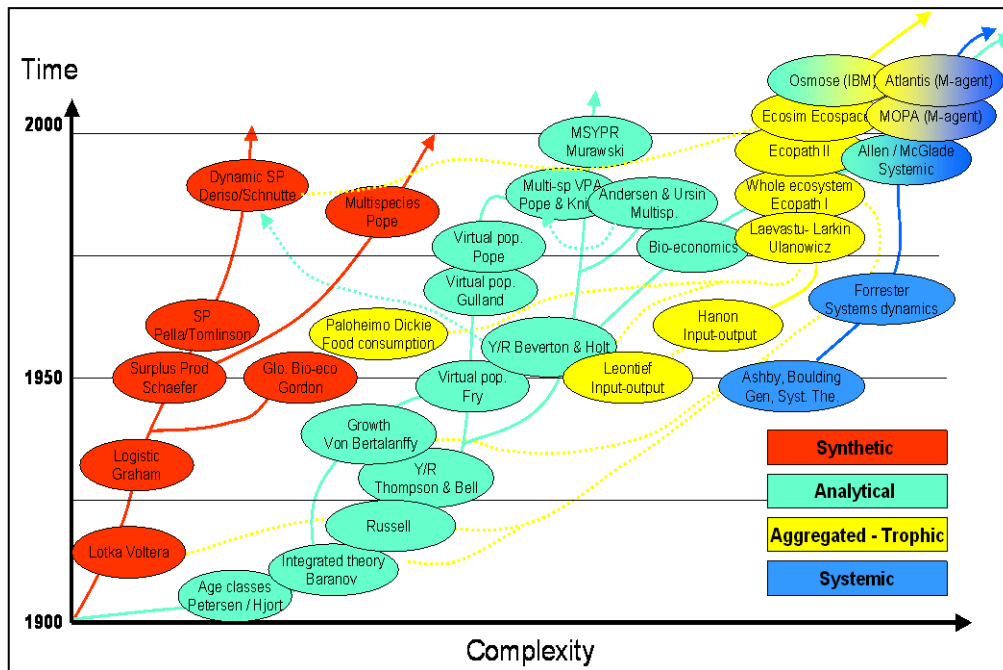 Time
2000
1950
1900
Complexity
Osmose (IBM)
Atlantis (M-agent)
Ecosim Ecospace
MOPA (M-agent)
MSYPR
Murawski
Ecopath II
Allen / McGlade
Systemic
Dynamic SP
Deriso/Schnutte
Multi-sp VPA
Pope &
Andersen & Ursin
Multisp.
Whole ecosystem
Ecopath I
Multispecies
Pope
Laevastu- Larkin
Ulanowicz
Virtual pop.
Pope
Bio-economics
Virtual pop.
Gulland
Forrester
Systems dynamics
SP
Pella/Tomlinson
Paloheimo Dickie
Food consumption
Hanon
Input-output
Y/R Beverton & Holt
Surplus Prod
Schaefer
Glo. Bio-eco
Gordon
Virtual pop.
Fry
Leontief
Input-output
Ashby, Boulding
Gen, Syst. The.
Growth
Von Bertalanffy
Logistic
Graham
Y/R
Thompson & Bell
Russell
Lotka Voltera
Integrated theory
Baranov
Age classes
Petersen / Hjort
Synthetic
Analytical
Aggregated - Trophic
Systemic